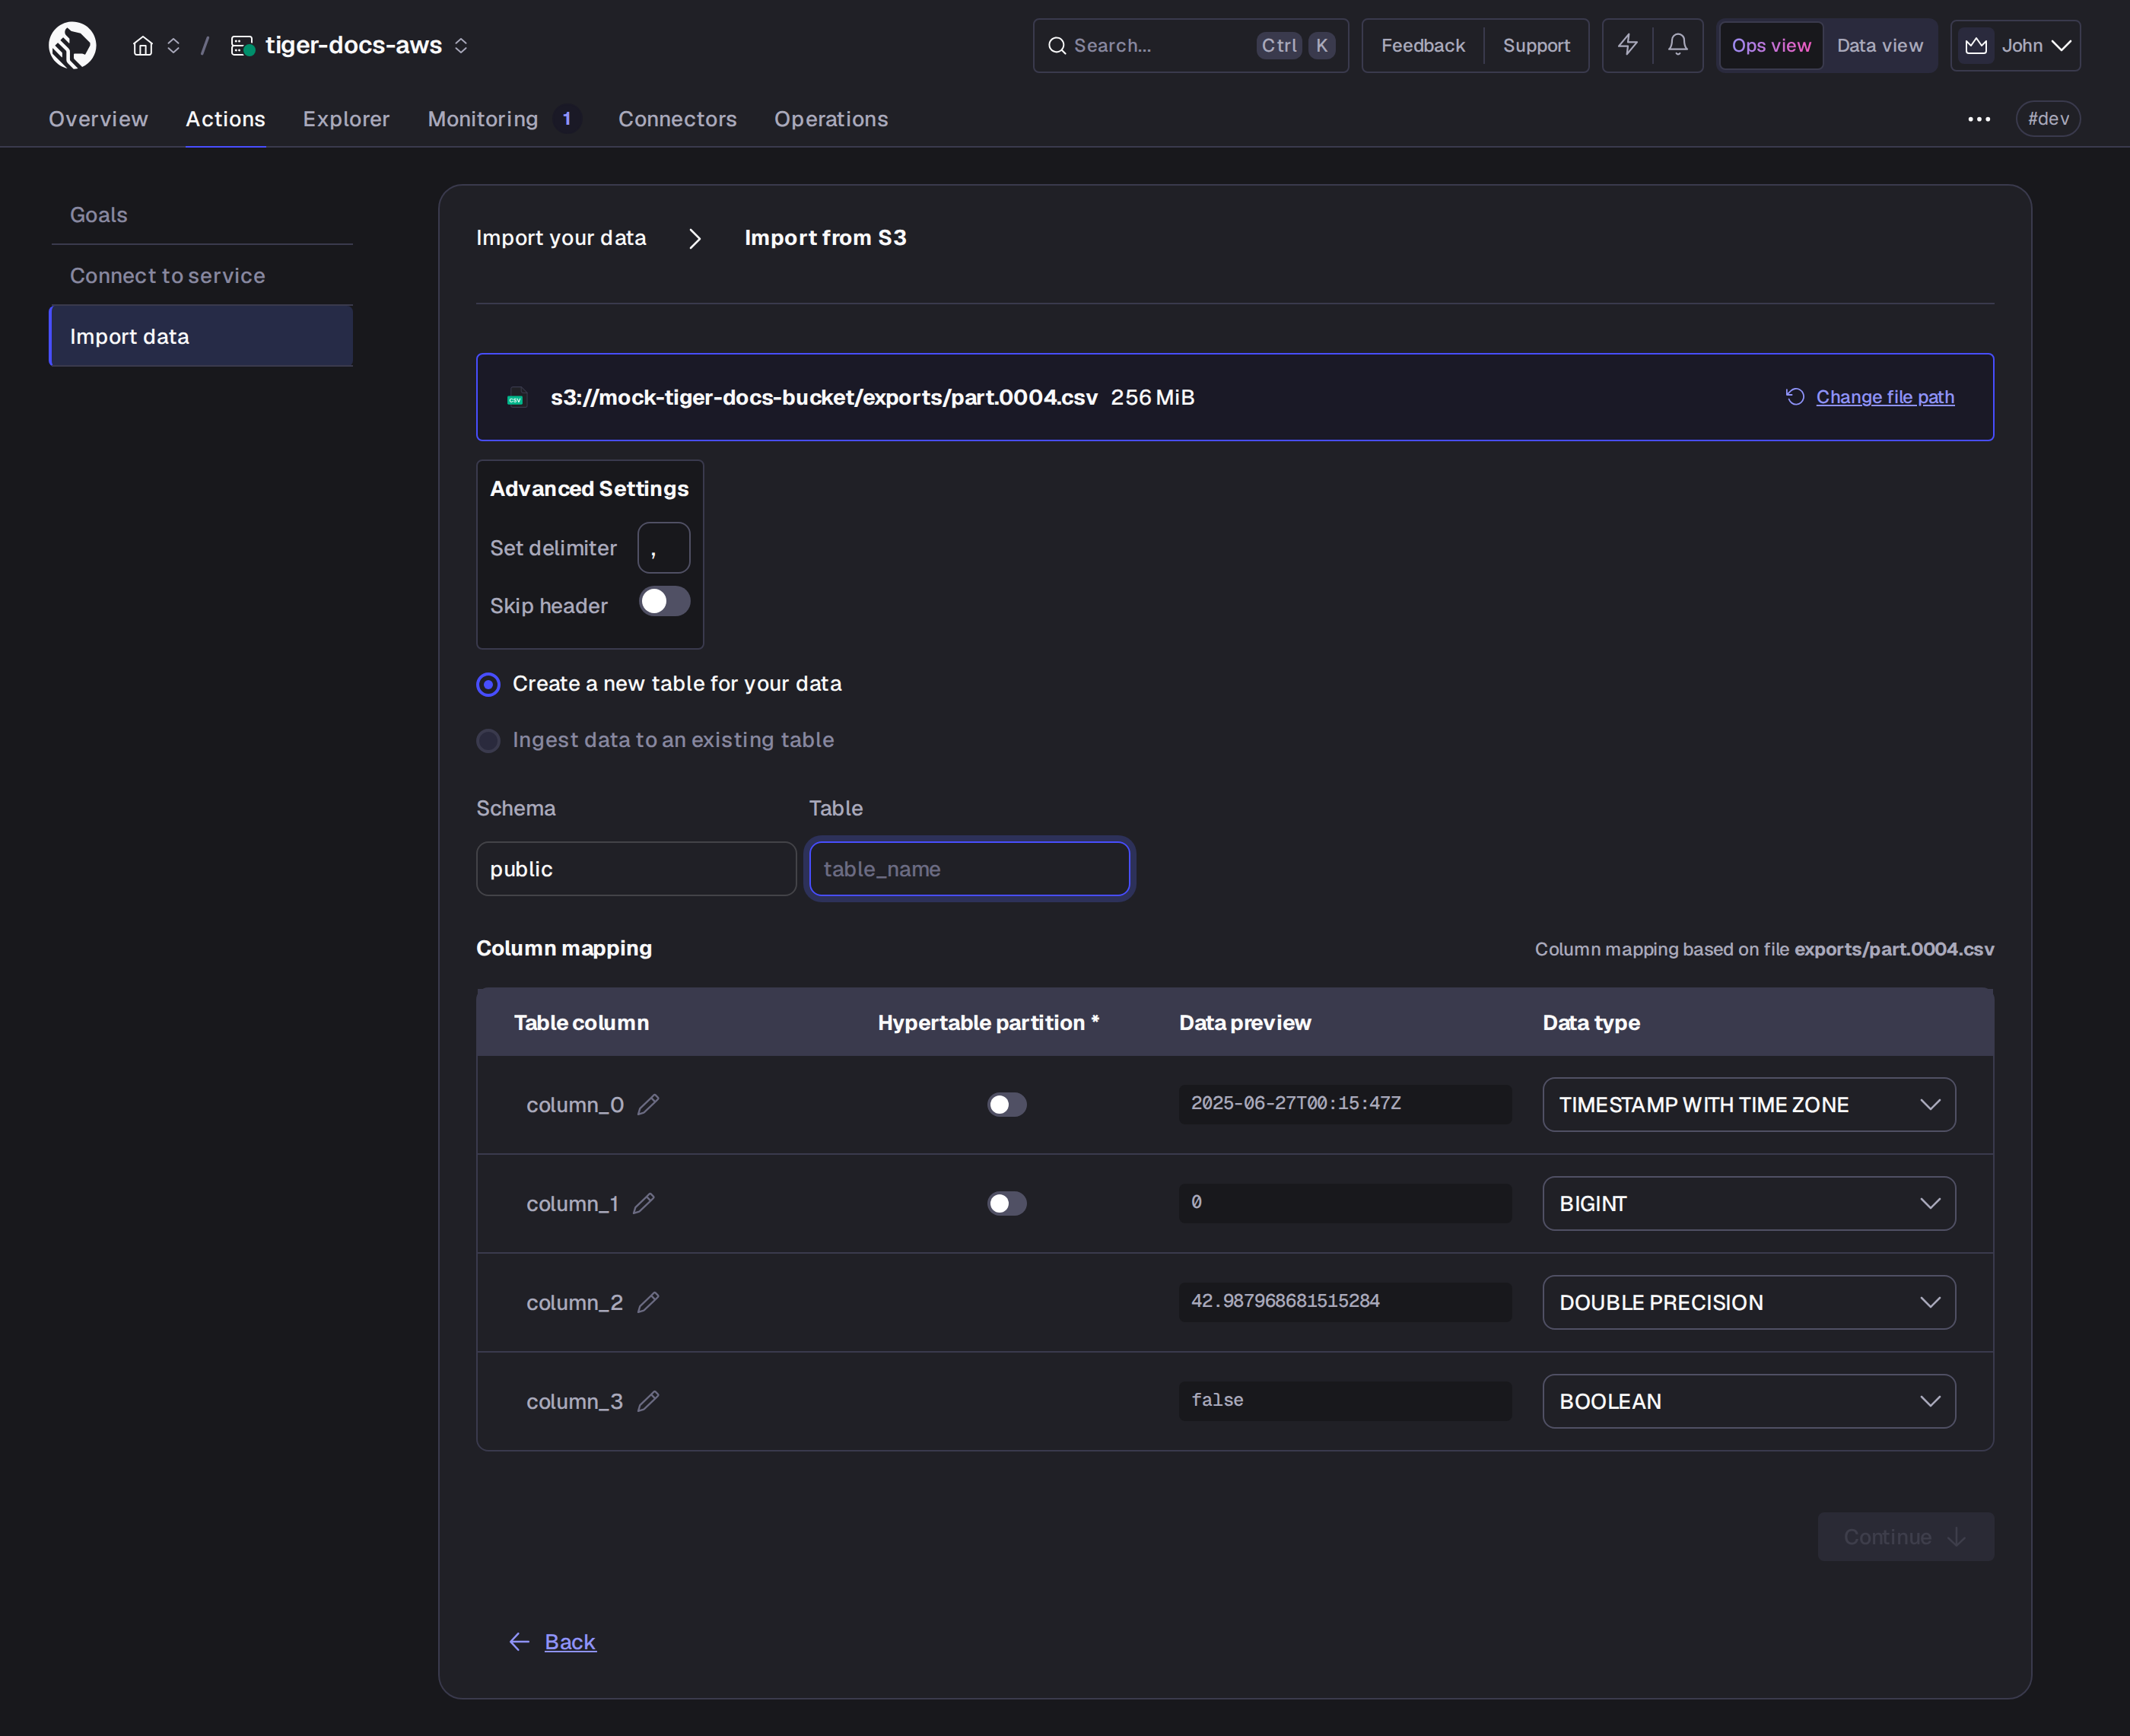 / tiger-docs-aws Search... Ctrl K Feedback Support Ops view Data view John
Overview Actions Explorer Monitoring 1 Connectors Operations ... #dev
Goals
Connect to service
Import data
Import your data > Import from S3
CSV s3://mock-tiger-docs-bucket/exports/part.0004.csv 256 MiB Change file path
Advanced Settings
Set delimiter ,
Skip header
Create a new table for your data
Ingest data to an existing table
Schema Table
public table_name
Column mapping Column mapping based on file exports/part.0004.csv
Table column Hypertable partition * Data preview Data type
column_0 2025-06-27T00:15:47Z TIMESTAMP WITH TIME ZONE
column_1 0 BIGINT
column_2 42.987968681515284 DOUBLE PRECISION
column_3 false BOOLEAN
Continue
Back